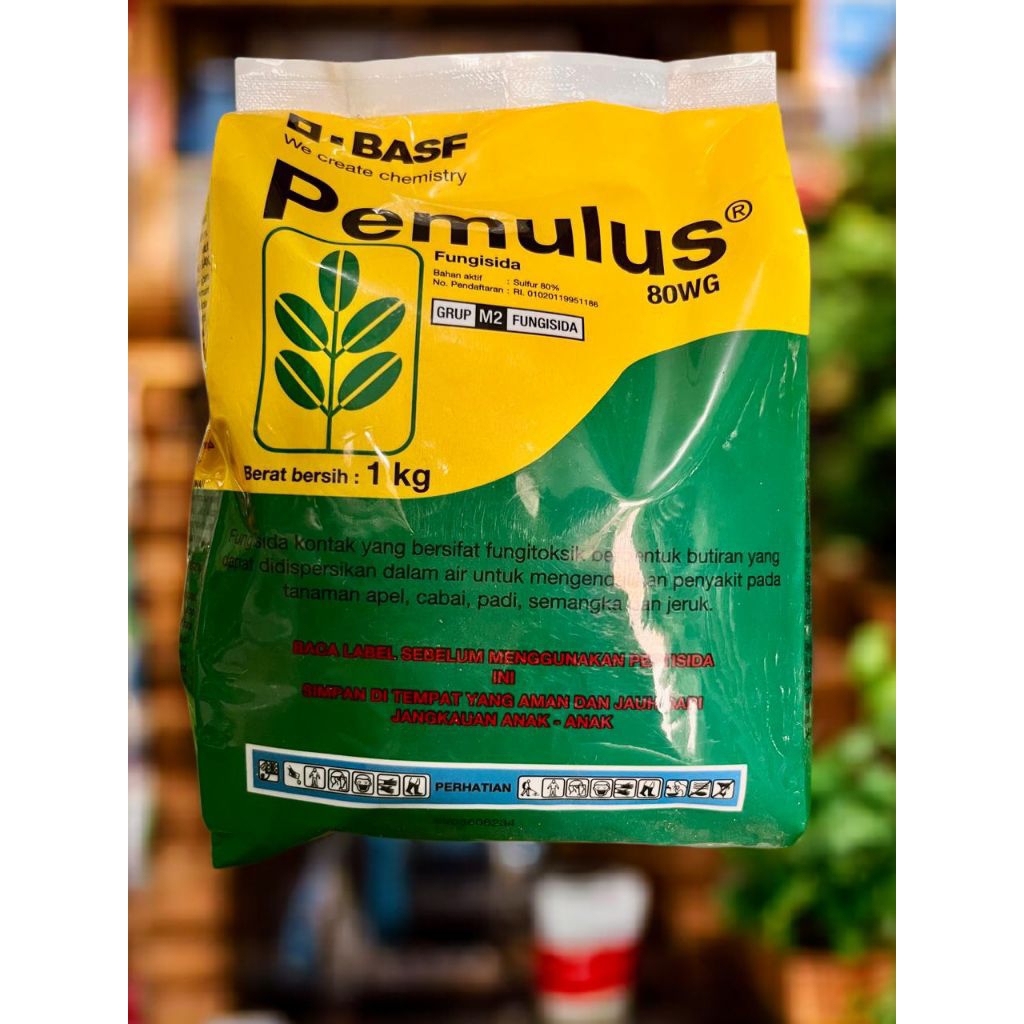 BASF
We create chemistry
Pemulus®
80WG
Fungisida
Bahan aktif : Sulfur 80%
No. Pendaftaran : RI. 01020119951186
GRUP M2 FUNGISIDA
Berat bersih : 1 kg
Fungisida kontak yang bersifat fungitoksik berbentuk butiran yang
dapat didispersikan dalam air untuk mengendalikan penyakit pada
tanaman apel, cabai, padi, semangka dan jeruk.
BACA LABEL SEBELUM MENGGUNAKAN PESTISIDA
INI
SIMPAN DI TEMPAT YANG AMAN DAN JAUH DARI
JANGKAUAN ANAK - ANAK
PERHATIAN